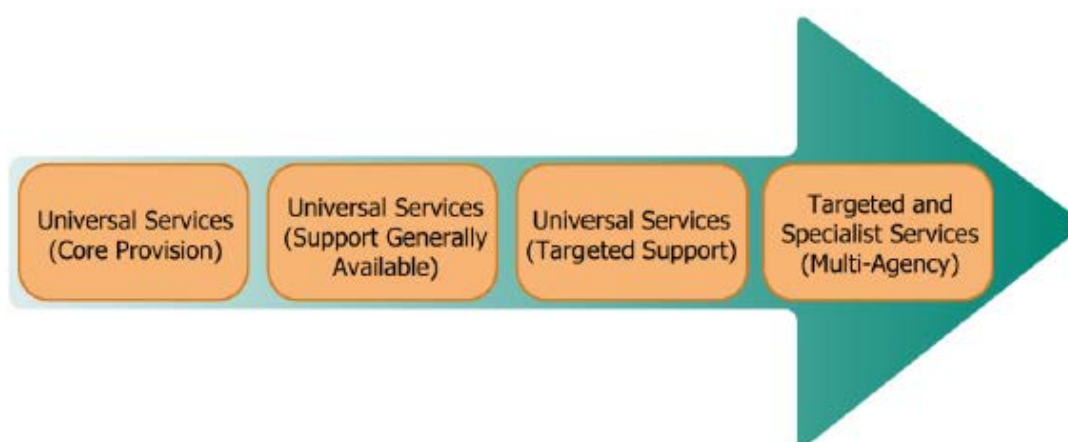 Universal Services
(Core Provision)
Universal Services
(Support Generally
Available)
Universal Services
(Targeted Support)
Targeted and
Specialist Services
(Multi-Agency)